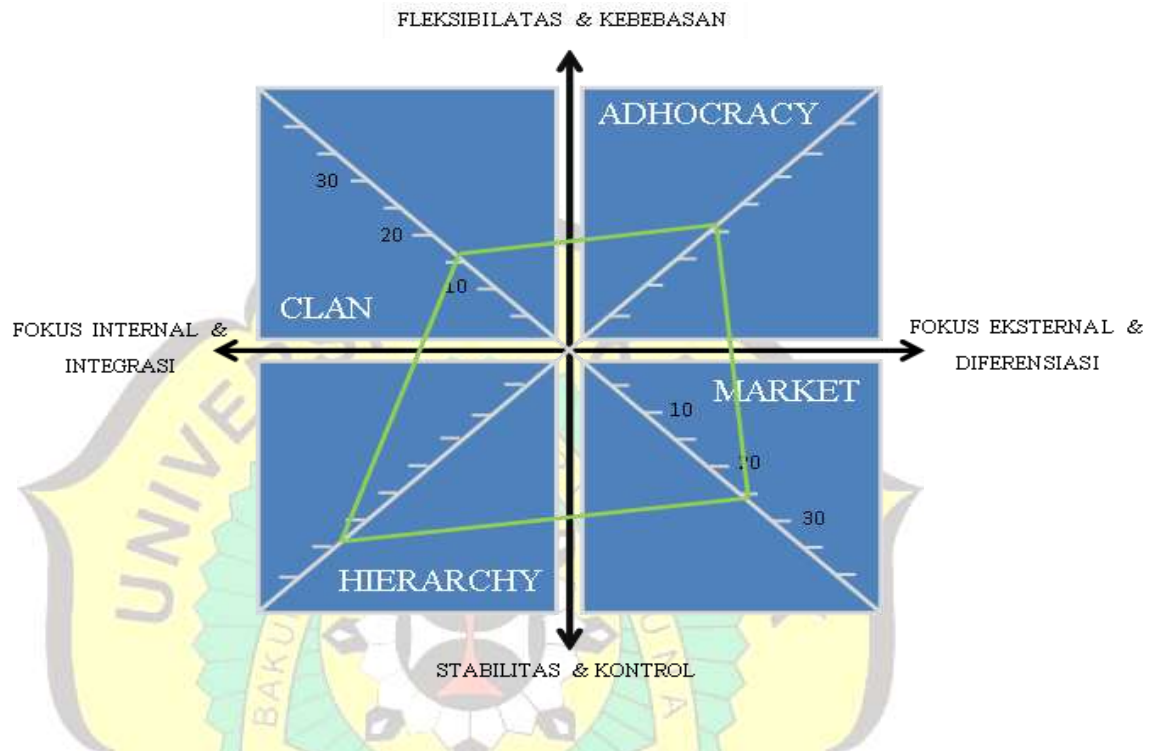 FLEKSIBILATAS & KEBEBASAN
ADHOCRACY
30
20
10
CLAN
FOKUS INTERNAL &
INTEGRASI
FOKUS EKSTERNAL &
DIFERENSIASI
MARKET
10
20
30
HIERARCHY
STABILITAS & KONTROL